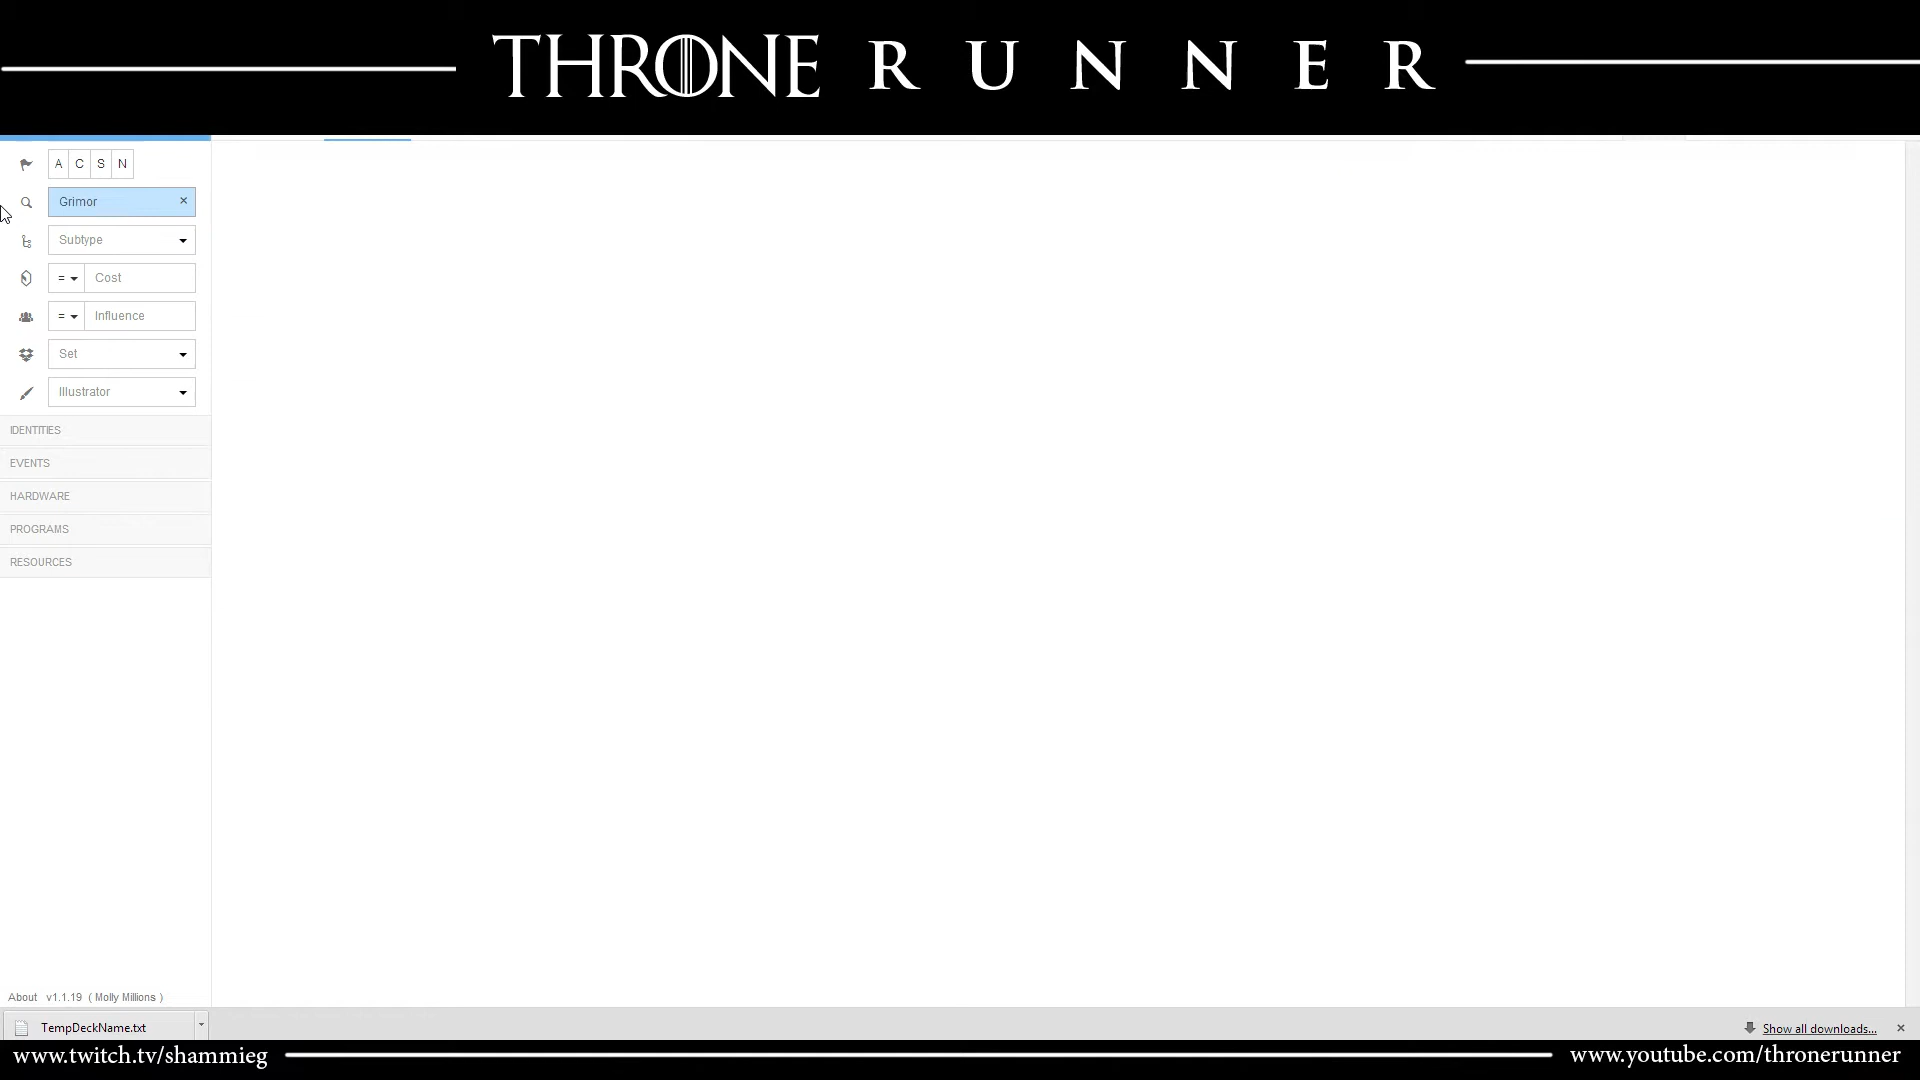 THRONE RUNNER
A C S N
Grimor ×
Subtype
= Cost
= Influence
Set
Illustrator
IDENTITIES
EVENTS
HARDWARE
PROGRAMS
RESOURCES
About v1.1.19 ( Molly Millions )
TempDeckName.txt
Show all downloads... ×
www.twitch.tv/shammieg
www.youtube.com/thronerunner